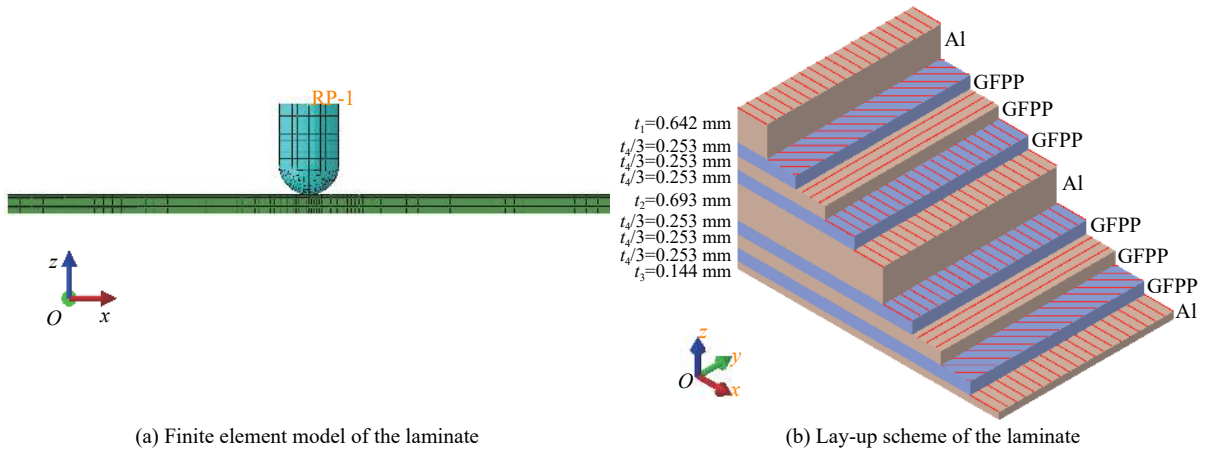 RP-1
z
O
x
(a) Finite element model of the laminate
Al
GFPP
GFPP
GFPP
Al
GFPP
GFPP
GFPP
Al
t₁=0.642 mm
t₄/3=0.253 mm
t₄/3=0.253 mm
t₄/3=0.253 mm
t₂=0.693 mm
t₄/3=0.253 mm
t₄/3=0.253 mm
t₄/3=0.253 mm
t₃=0.144 mm
z
y
O
x
(b) Lay-up scheme of the laminate